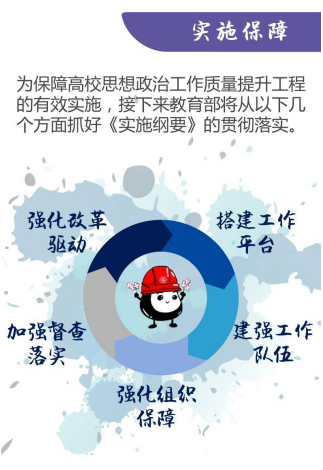 实施保障
为保障高校思想政治工作质量提升工程
的有效实施，接下来教育部将从以下几
个方面抓好《实施纲要》的贯彻落实。
强化改革
驱动
搭建工作
平台
建强工作
队伍
强化组织
保障
加强督查
落实